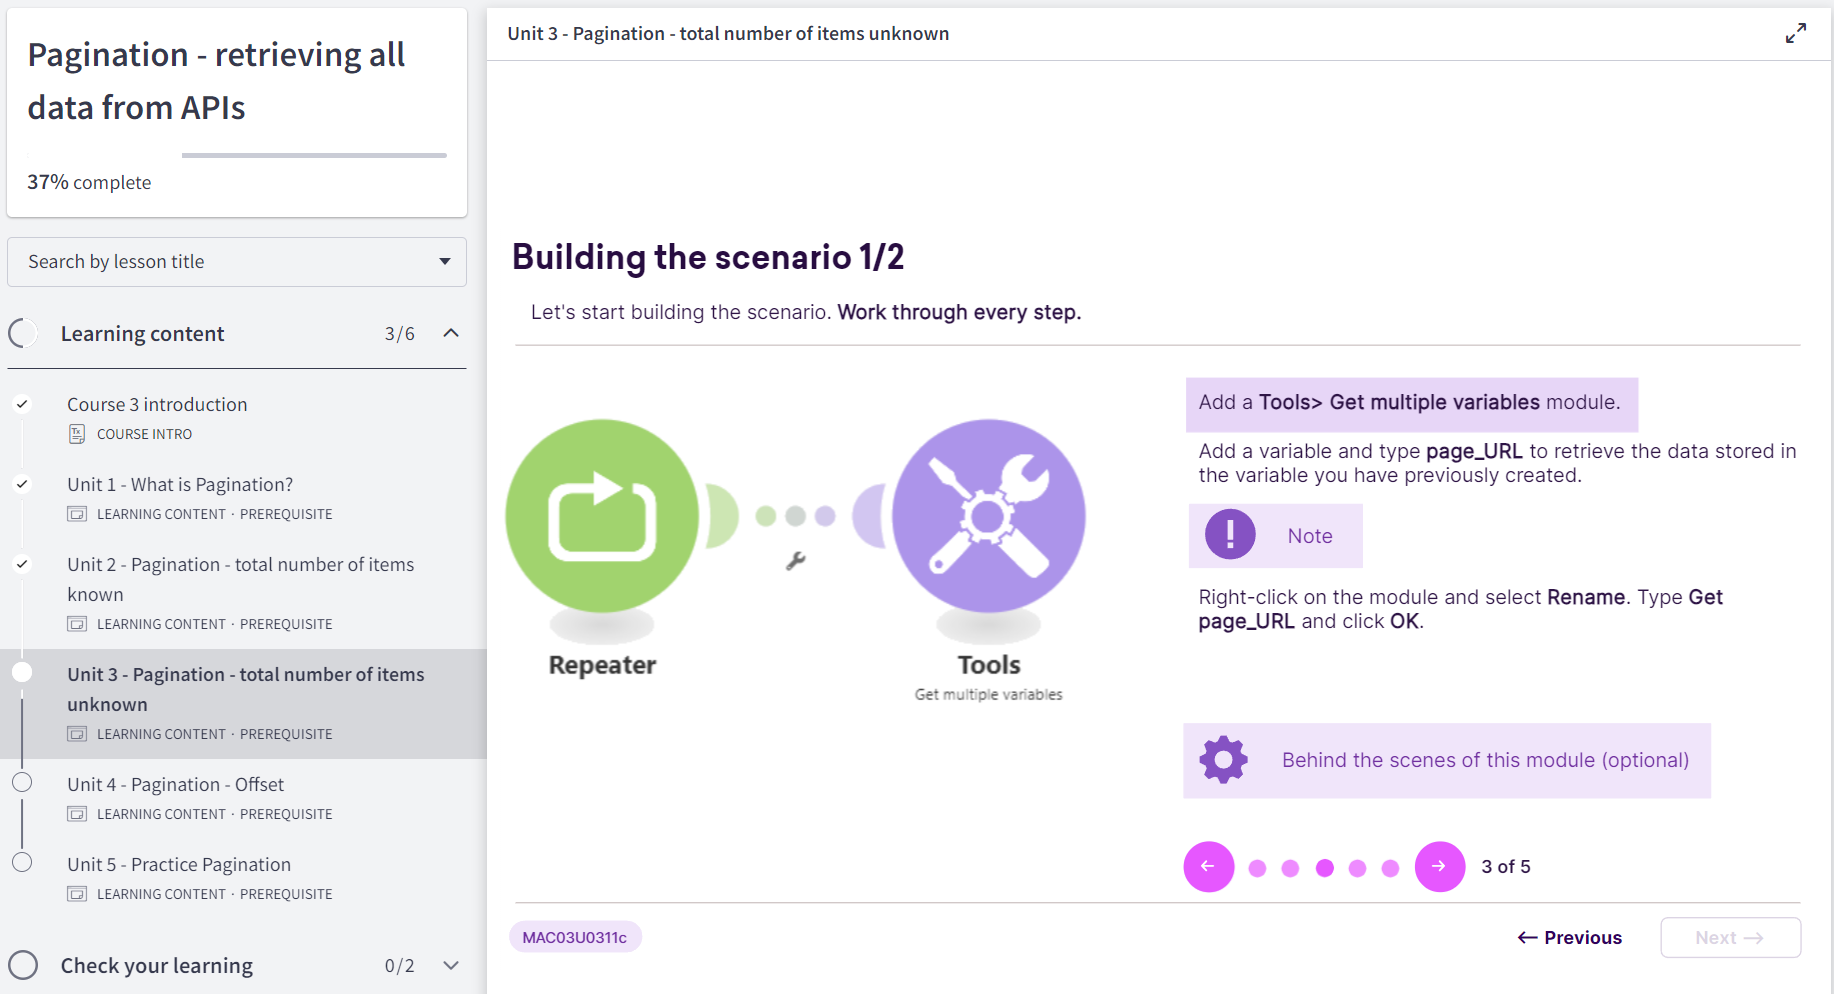 Pagination - retrieving all
data from APIs
37% complete
Search by lesson title
Learning content 3/6
Course 3 introduction
COURSE INTRO
Unit 1 - What is Pagination?
LEARNING CONTENT · PREREQUISITE
Unit 2 - Pagination - total number of items
known
LEARNING CONTENT · PREREQUISITE
Unit 3 - Pagination - total number of items
unknown
LEARNING CONTENT · PREREQUISITE
Unit 4 - Pagination - Offset
LEARNING CONTENT · PREREQUISITE
Unit 5 - Practice Pagination
LEARNING CONTENT · PREREQUISITE
Check your learning 0/2
Unit 3 - Pagination - total number of items unknown
Building the scenario 1/2
Let's start building the scenario. Work through every step.
Repeater
Tools
Get multiple variables
Add a Tools> Get multiple variables module.
Add a variable and type page_URL to retrieve the data stored in
the variable you have previously created.
! Note
Right-click on the module and select Rename. Type Get
page_URL and click OK.
Behind the scenes of this module (optional)
← → 3 of 5
MAC03U0311c
← Previous
Next →